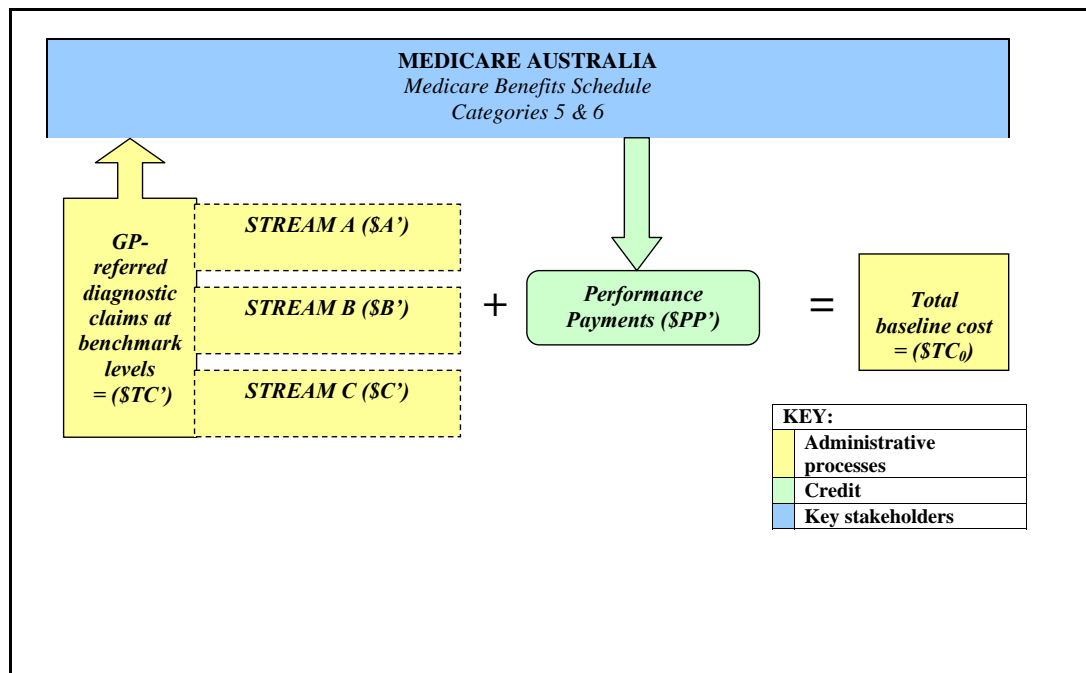 MEDICARE AUSTRALIA
Medicare Benefits Schedule
Categories 5 & 6
GP-
referred
diagnostic
claims at
benchmark
levels
= ($TC’)
STREAM A ($A’)
STREAM B ($B’)
STREAM C ($C’)
+
Performance
Payments ($PP’)
=
Total
baseline cost
= ($TC₀)
KEY:
Administrative
processes
Credit
Key stakeholders